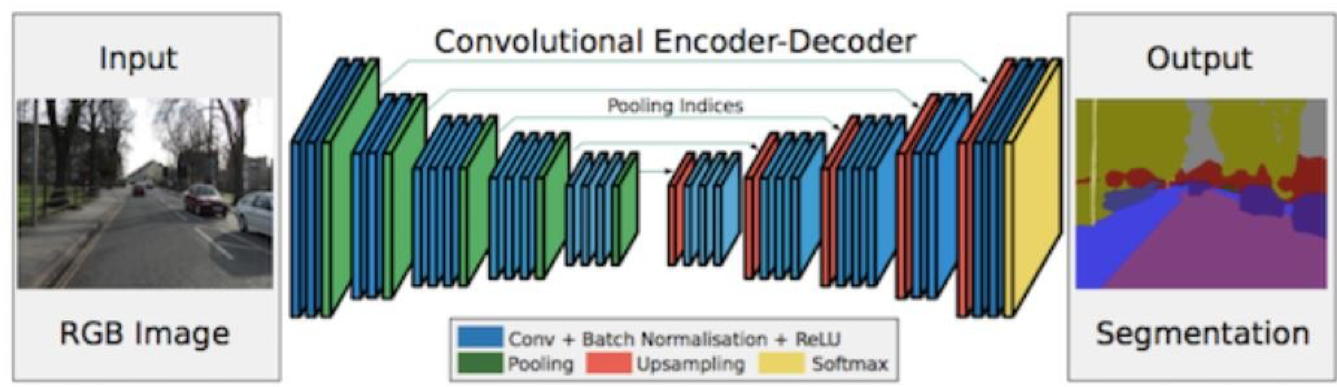 Input
RGB Image
Convolutional Encoder-Decoder
Pooling Indices
Conv + Batch Normalisation + ReLU
Pooling Upsampling Softmax
Output
Segmentation